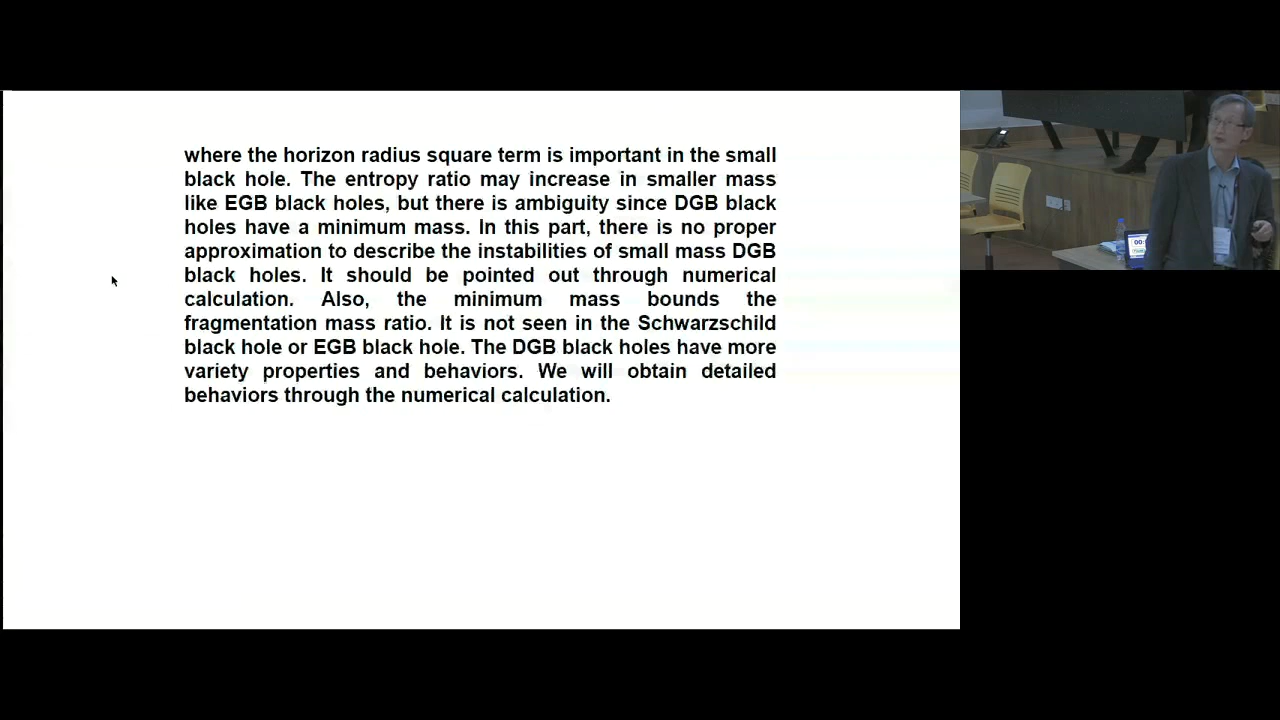 where the horizon radius square term is important in the small
black hole. The entropy ratio may increase in smaller mass
like EGB black holes, but there is ambiguity since DGB black
holes have a minimum mass. In this part, there is no proper
approximation to describe the instabilities of small mass DGB
black holes. It should be pointed out through numerical
calculation. Also, the minimum mass bounds the
fragmentation mass ratio. It is not seen in the Schwarzschild
black hole or EGB black hole. The DGB black holes have more
variety properties and behaviors. We will obtain detailed
behaviors through the numerical calculation.